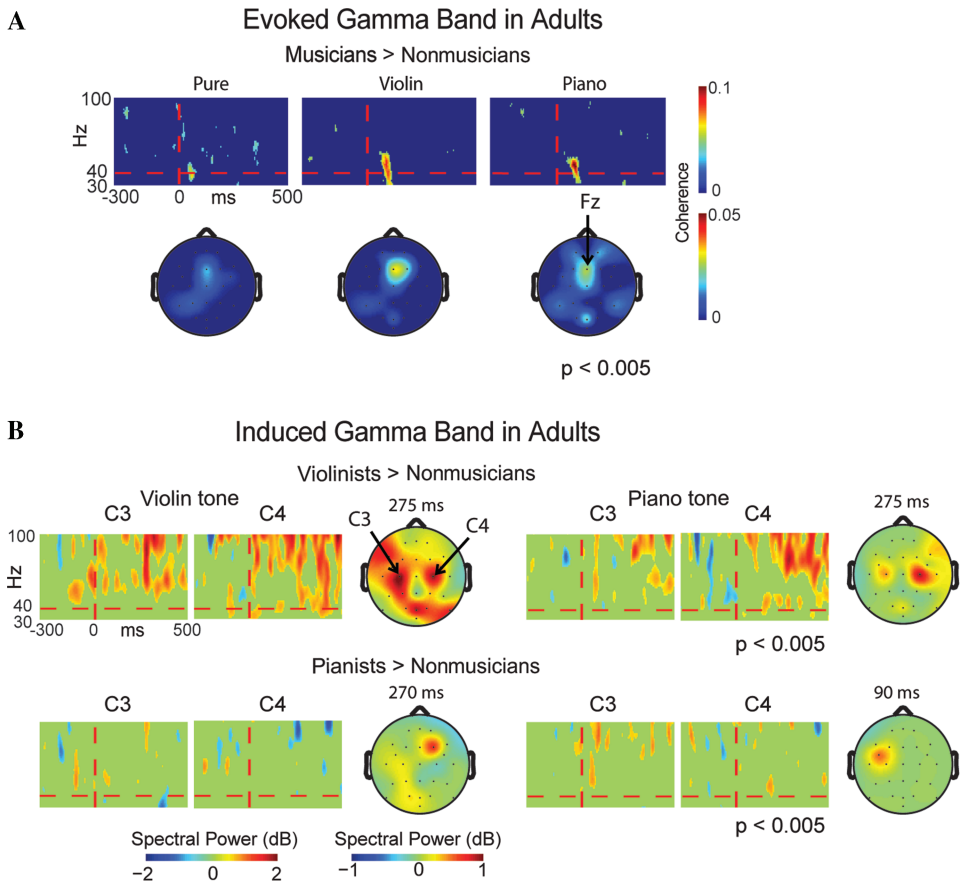 A
Evoked Gamma Band in Adults
Musicians > Nonmusicians
Pure Violin Piano
100
Hz
40
30
-300 0 ms 500
Fz
0.1
0
Coherence
0.05
0
p < 0.005
B
Induced Gamma Band in Adults
Violinists > Nonmusicians
Violin tone
C3 C4
275 ms
C3 C4
Piano tone
C3 C4
275 ms
100
Hz
40
30
-300 0 ms 500
p < 0.005
Pianists > Nonmusicians
C3 C4 270 ms C3 C4 90 ms
p < 0.005
Spectral Power (dB) Spectral Power (dB)
−2 0 2 −1 0 1